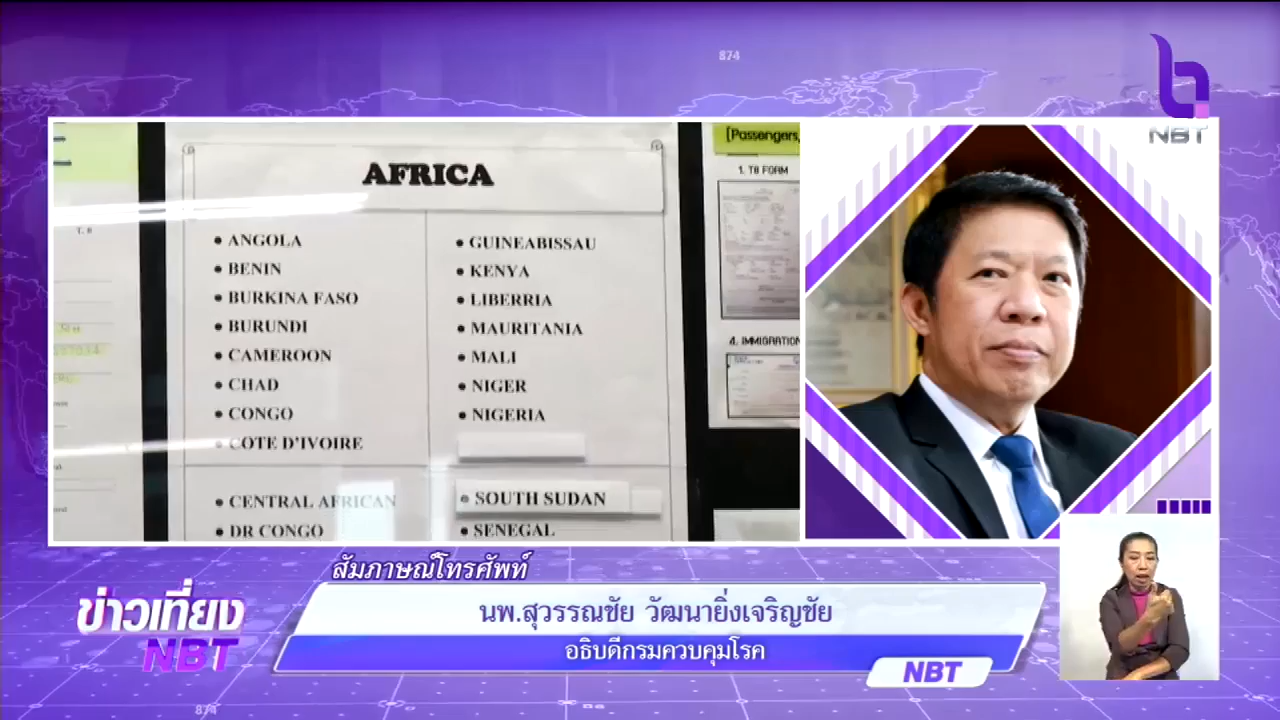 874
NBT
[Passengers,
1. T8 FORM
AFRICA
• ANGOLA
• BENIN
• BURKINA FASO
• BURUNDI
• CAMEROON
• CHAD
• CONGO
• COTE D'IVOIRE
• CENTRAL AFRICAN
• DR CONGO
• GUINEABISSAU
• KENYA
• LIBERRIA
• MAURITANIA
• MALI
• NIGER
• NIGERIA
• SOUTH SUDAN
• SENEGAL
4. IMMIGRATION
สัมภาษณ์โทรศัพท์
นพ.สุวรรณชัย วัฒนายิ่งเจริญชัย
อธิบดีกรมควบคุมโรค
NBT
ข่าวเที่ยง
NBT
874